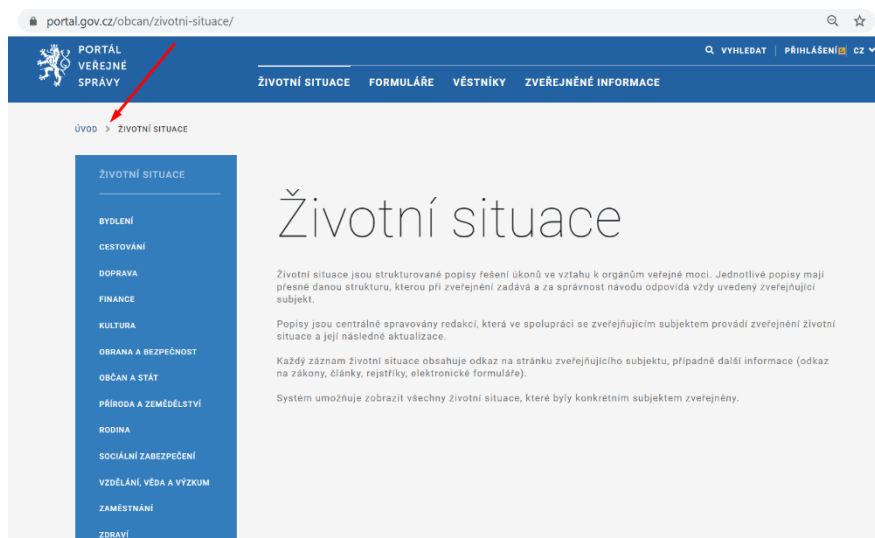 portal.gov.cz/obcan/zivotni-situace/
PORTÁL
VEŘEJNÉ
SPRÁVY
VYHLEDAT | PŘIHLÁŠENÍ CZ
ŽIVOTNÍ SITUACE FORMULÁŘE VĚSTNÍKY ZVEŘEJNĚNÉ INFORMACE
ÚVOD > ŽIVOTNÍ SITUACE
ŽIVOTNÍ SITUACE
BYDLENÍ
CESTOVÁNÍ
DOPRAVA
FINANCE
KULTURA
OBRANA A BEZPEČNOST
OBČAN A STÁT
PŘÍRODA A ZEMĚDĚLSTVÍ
RODINA
SOCIÁLNÍ ZABEZPEČENÍ
VZDĚLÁNÍ, VĚDA A VÝZKUM
ZAMĚSTNÁNÍ
ZDRAVÍ
Životní situace
Životní situace jsou strukturované popisy řešení úkonů ve vztahu k orgánům veřejné moci. Jednotlivé popisy mají
přesně danou strukturu, kterou při zveřejnění zadává a za správnost návodu odpovídá vždy uvedený zveřejňující
subjekt.
Popisy jsou centrálně spravovány redakcí, která ve spolupráci se zveřejňujícím subjektem provádí zveřejnění životní
situace a její následné aktualizace.
Každý záznam životní situace obsahuje odkaz na stránku zveřejňujícího subjektu, případně další informace (odkaz
na zákony, články, rejstříky, elektronické formuláře).
Systém umožňuje zobrazit všechny životní situace, které byly konkrétním subjektem zveřejněny.